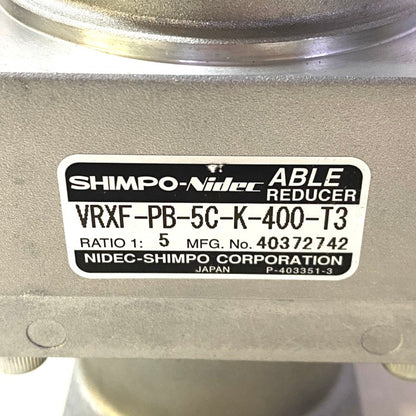 SHIMPO-Nidec ABLE REDUCER
VRXF-PB-5C-K-400-T3
RATIO 1: 5 MFG. No. 40372742
NIDEC-SHIMPO CORPORATION
JAPAN P-403351-3